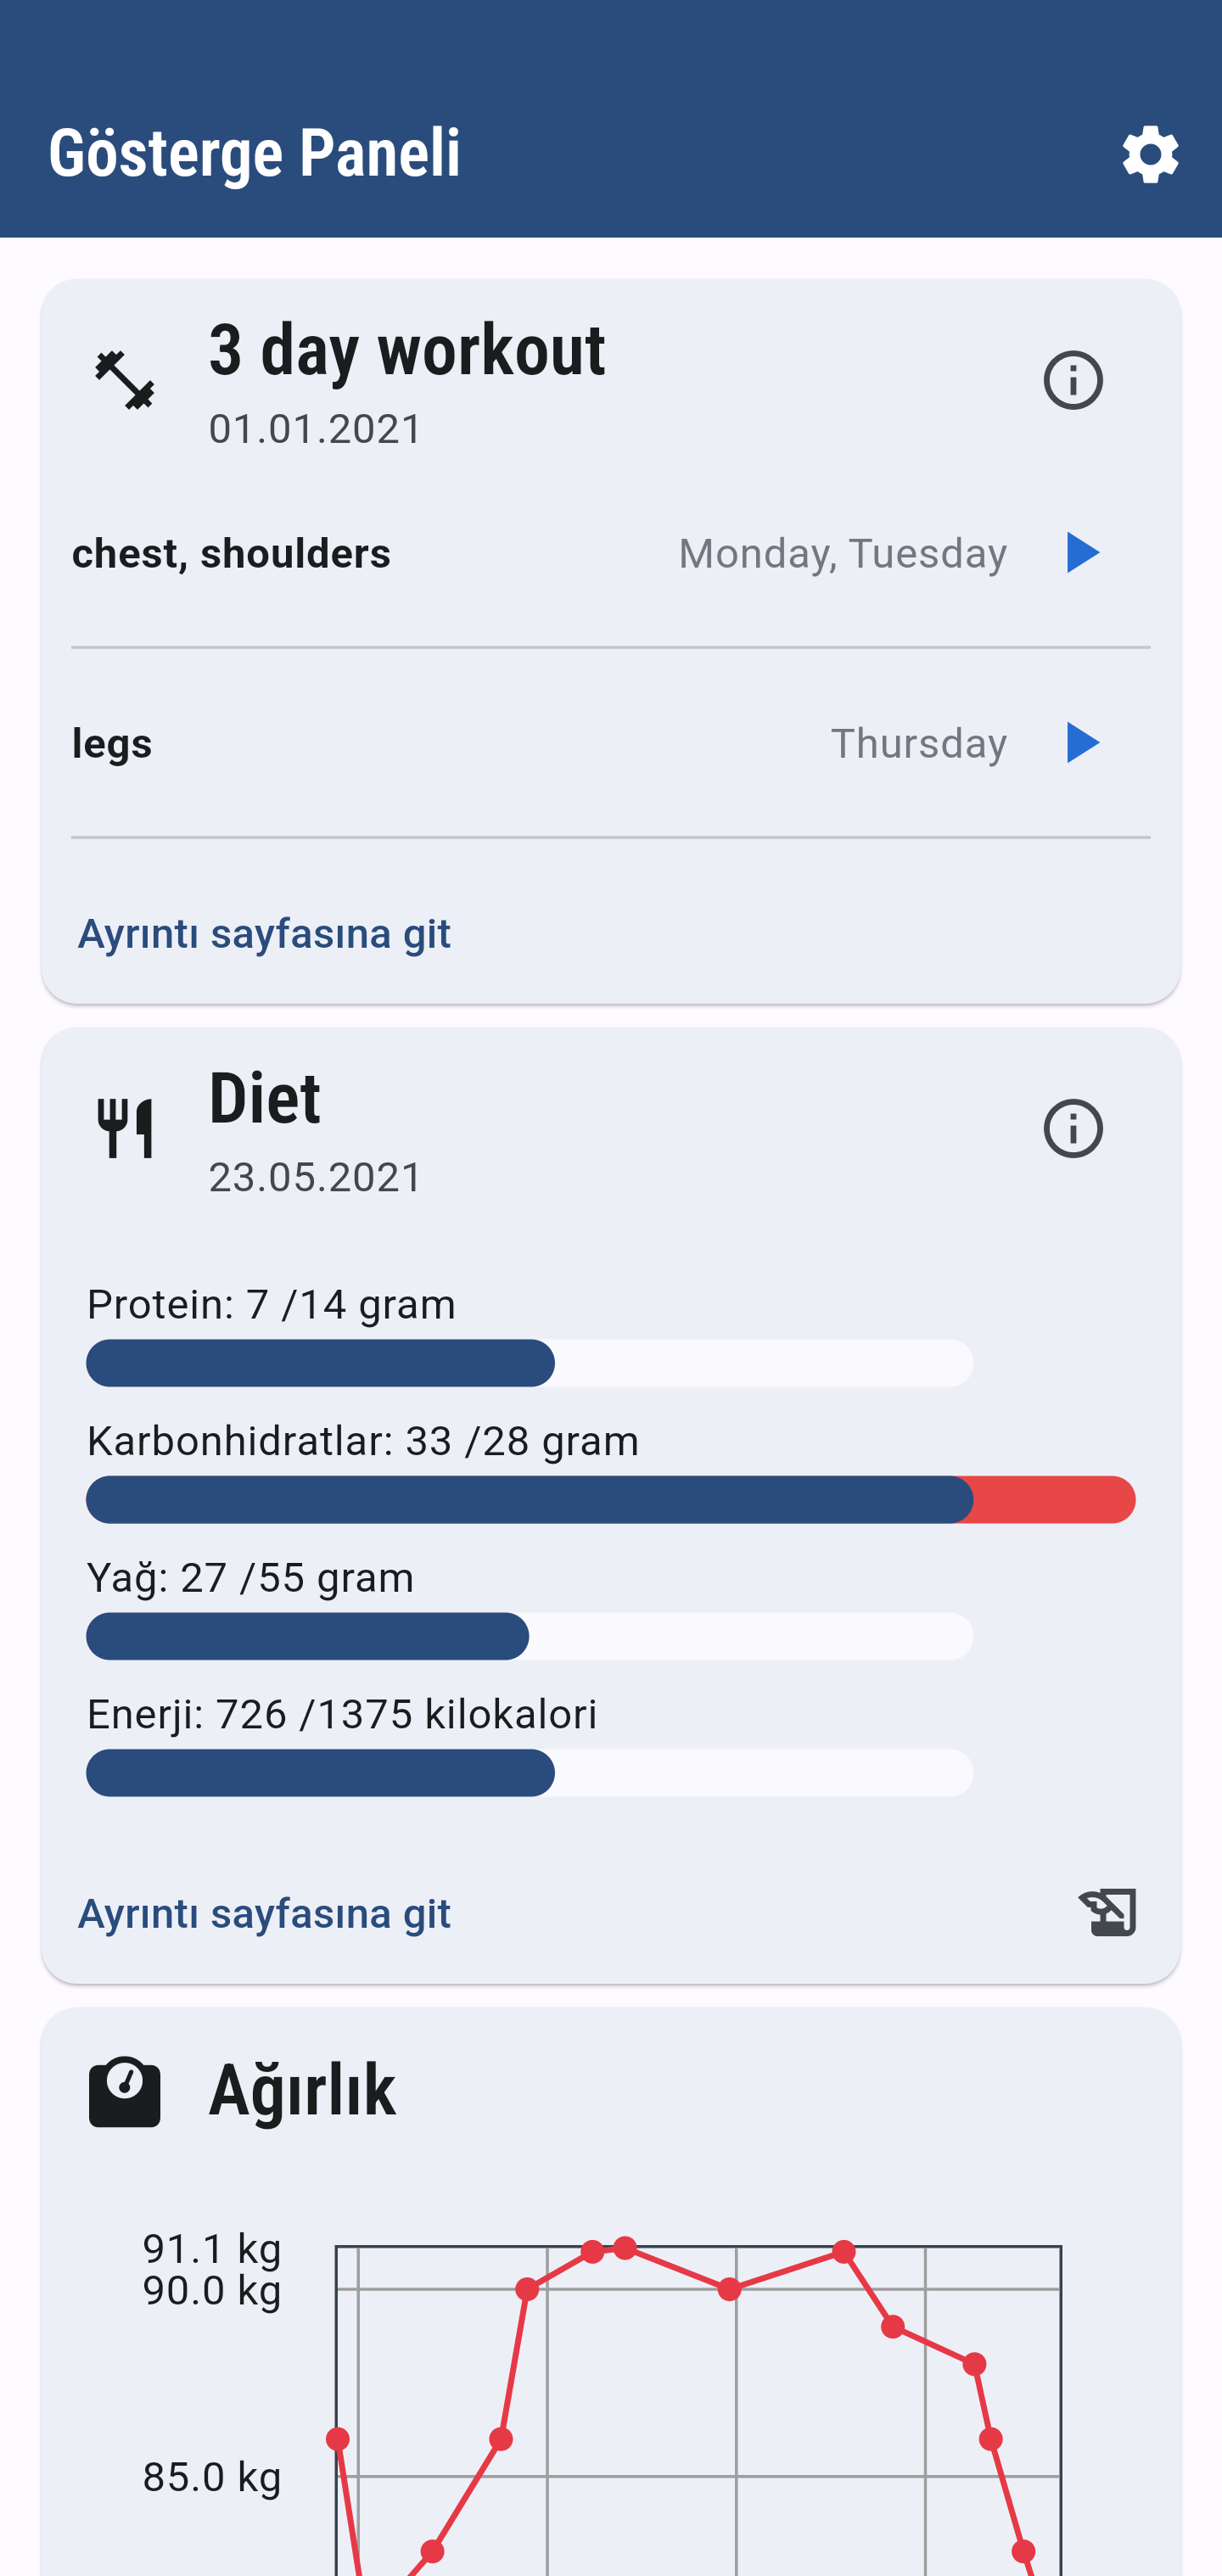 Gösterge Paneli
3 day workout
01.01.2021
chest, shoulders Monday, Tuesday
legs Thursday
Ayrıntı sayfasına git
Diet
23.05.2021
Protein: 7 /14 gram
Karbonhidratlar: 33 /28 gram
Yağ: 27 /55 gram
Enerji: 726 /1375 kilokalori
Ayrıntı sayfasına git
Ağırlık
91.1 kg
90.0 kg
85.0 kg